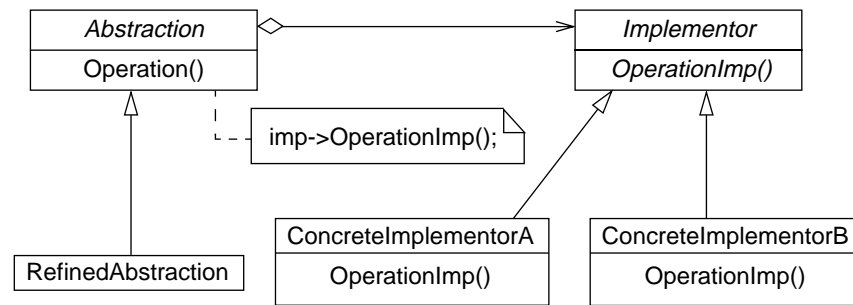 Abstraction
Operation()
Implementor
OperationImp()
imp->OperationImp();
RefinedAbstraction
ConcreteImplementorA
OperationImp()
ConcreteImplementorB
OperationImp()